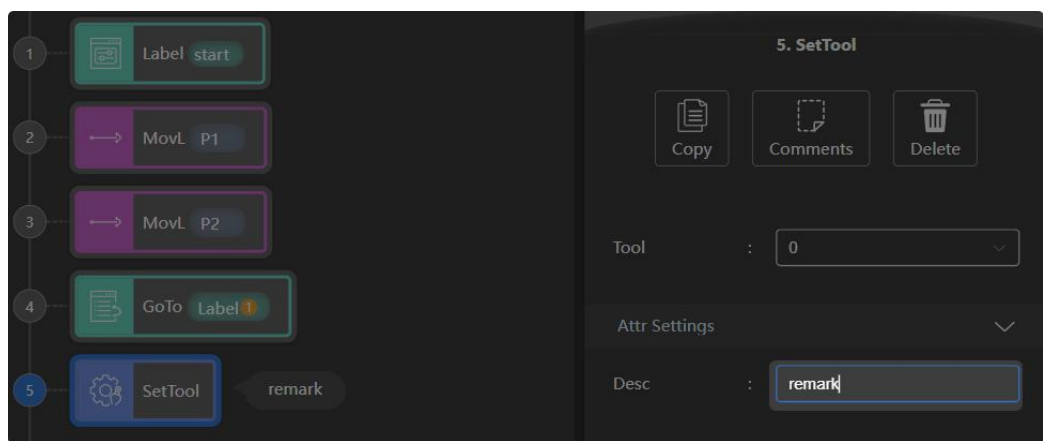 1 Label start
2 MovL P1
3 MovL P2
4 GoTo Label 1
5 SetTool remark
5. SetTool
Copy Comments Delete
Tool : 0
Attr Settings
Desc : remark